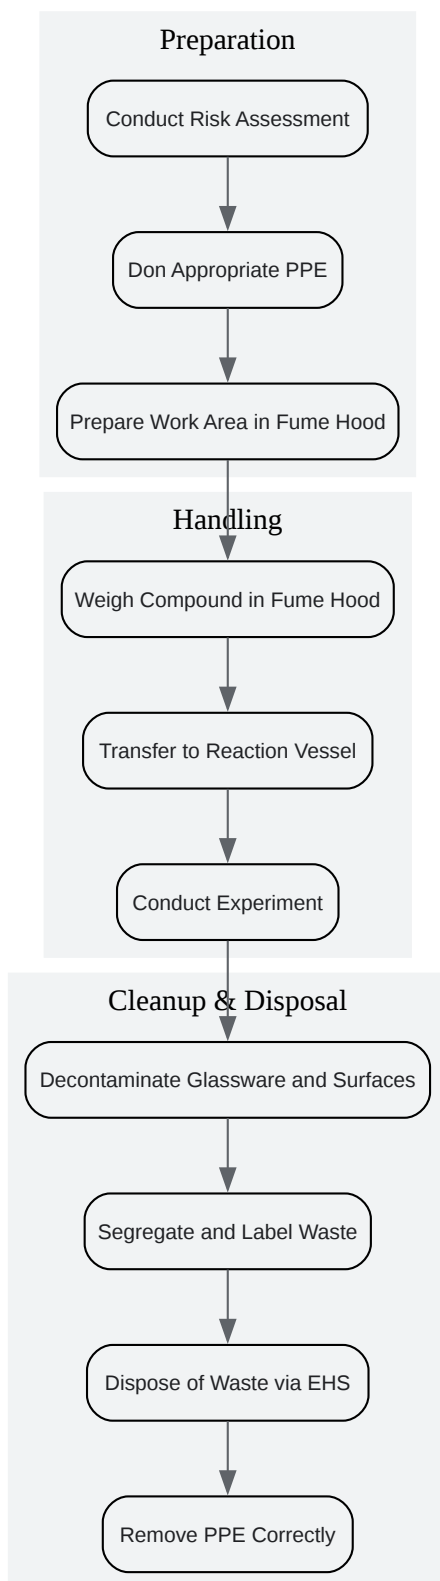 Preparation
Conduct Risk Assessment
Don Appropriate PPE
Prepare Work Area in Fume Hood
Handling
Weigh Compound in Fume Hood
Transfer to Reaction Vessel
Conduct Experiment
Cleanup & Disposal
Decontaminate Glassware and Surfaces
Segregate and Label Waste
Dispose of Waste via EHS
Remove PPE Correctly